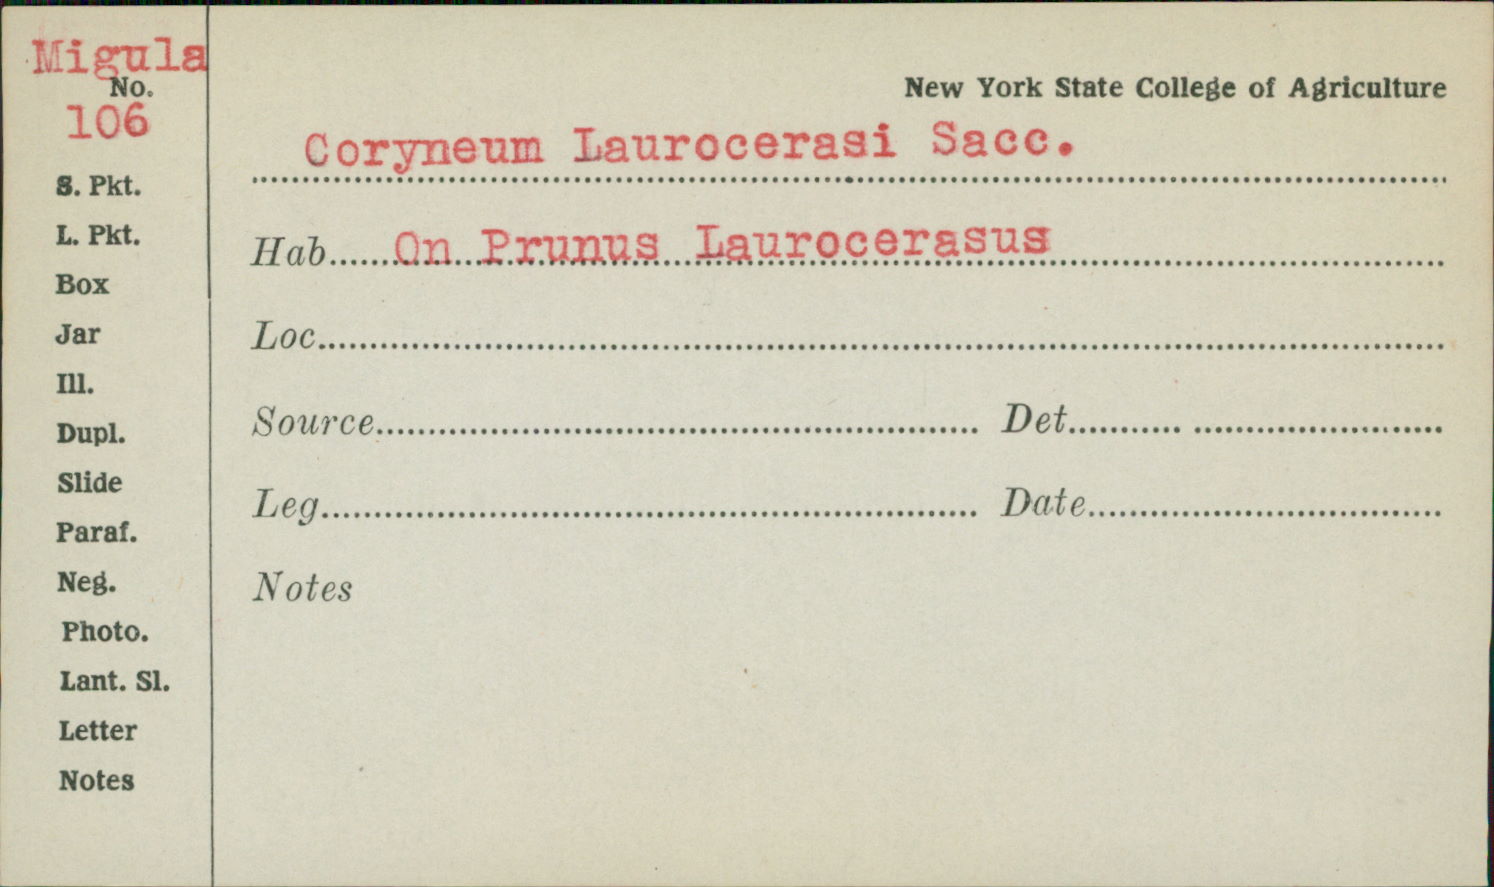 Migula
No.
106
S. Pkt.
L. Pkt.
Box
Jar
Ill.
Dupl.
Slide
Paraf.
Neg.
Photo.
Lant. Sl.
Letter
Notes
New York State College of Agriculture
Coryneum Laurocerasi Sacc.
Hab......On Prunus Laurocerasus
Loc.
Source Det.
Leg. Date
Notes